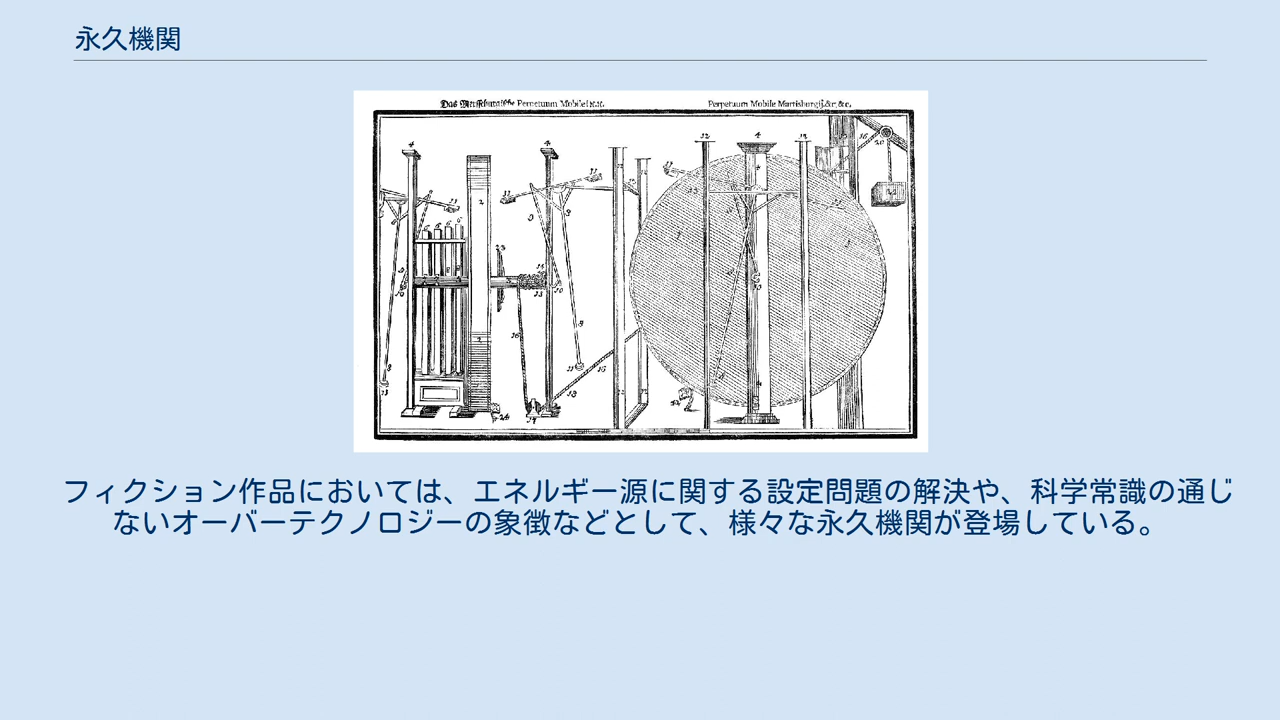 永久機関
Perpetuum Mobile
フィクション作品においては、エネルギー源に関する設定問題の解決や、科学常識の通じ
ないオーバーテクノロジーの象徴などとして、様々な永久機関が登場している。